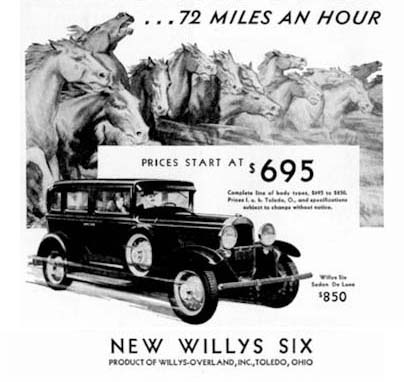 ...72 MILES AN HOUR
PRICES START AT $695
Complete line of body types, $695 to $850.
Prices f. o. b. Toledo, O., and specifications
subject to change without notice.
Willys Six
Sedan De Luxe
$850
NEW WILLYS SIX
PRODUCT OF WILLYS-OVERLAND, INC., TOLEDO, OHIO